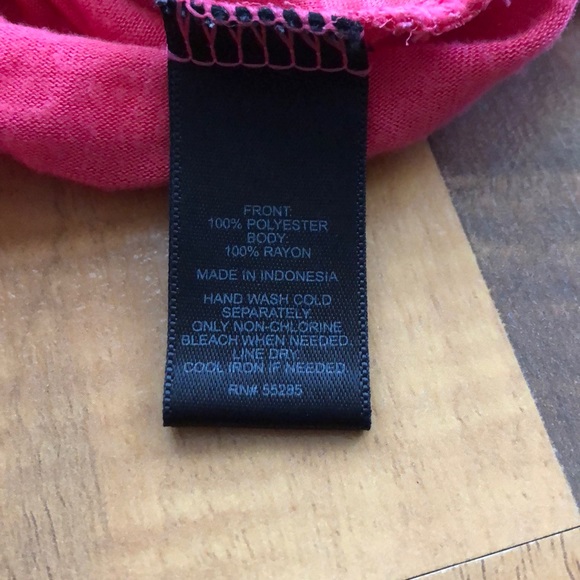 FRONT:
100% POLYESTER
BODY:
100% RAYON
MADE IN INDONESIA
HAND WASH COLD
SEPARATELY.
ONLY NON-CHLORINE
BLEACH WHEN NEEDED.
LINE DRY.
COOL IRON IF NEEDED.
RN# 55285